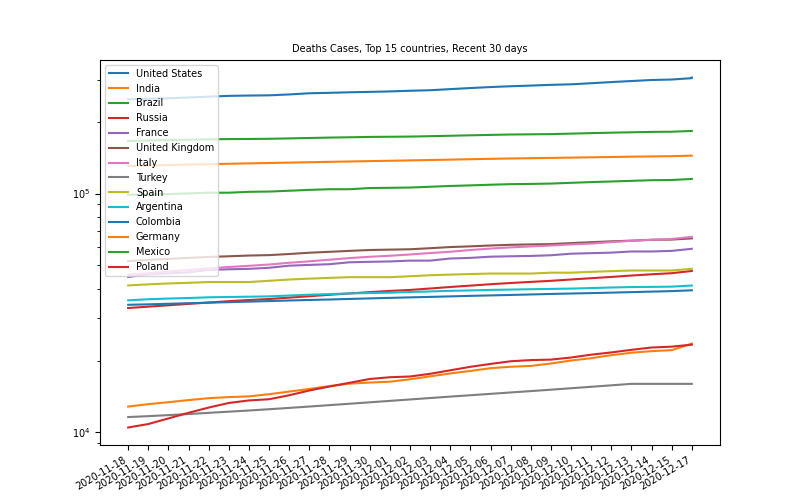 Deaths Cases, Top 15 countries, Recent 30 days
United States
India
Brazil
Russia
France
United Kingdom
Italy
Turkey
Spain
Argentina
Colombia
Germany
Mexico
Poland
10^5
10^4
2020-11-18
2020-11-19
2020-11-20
2020-11-21
2020-11-22
2020-11-23
2020-11-24
2020-11-25
2020-11-26
2020-11-27
2020-11-28
2020-11-29
2020-11-30
2020-12-01
2020-12-02
2020-12-03
2020-12-04
2020-12-05
2020-12-06
2020-12-07
2020-12-08
2020-12-09
2020-12-10
2020-12-11
2020-12-12
2020-12-13
2020-12-14
2020-12-15
2020-12-17